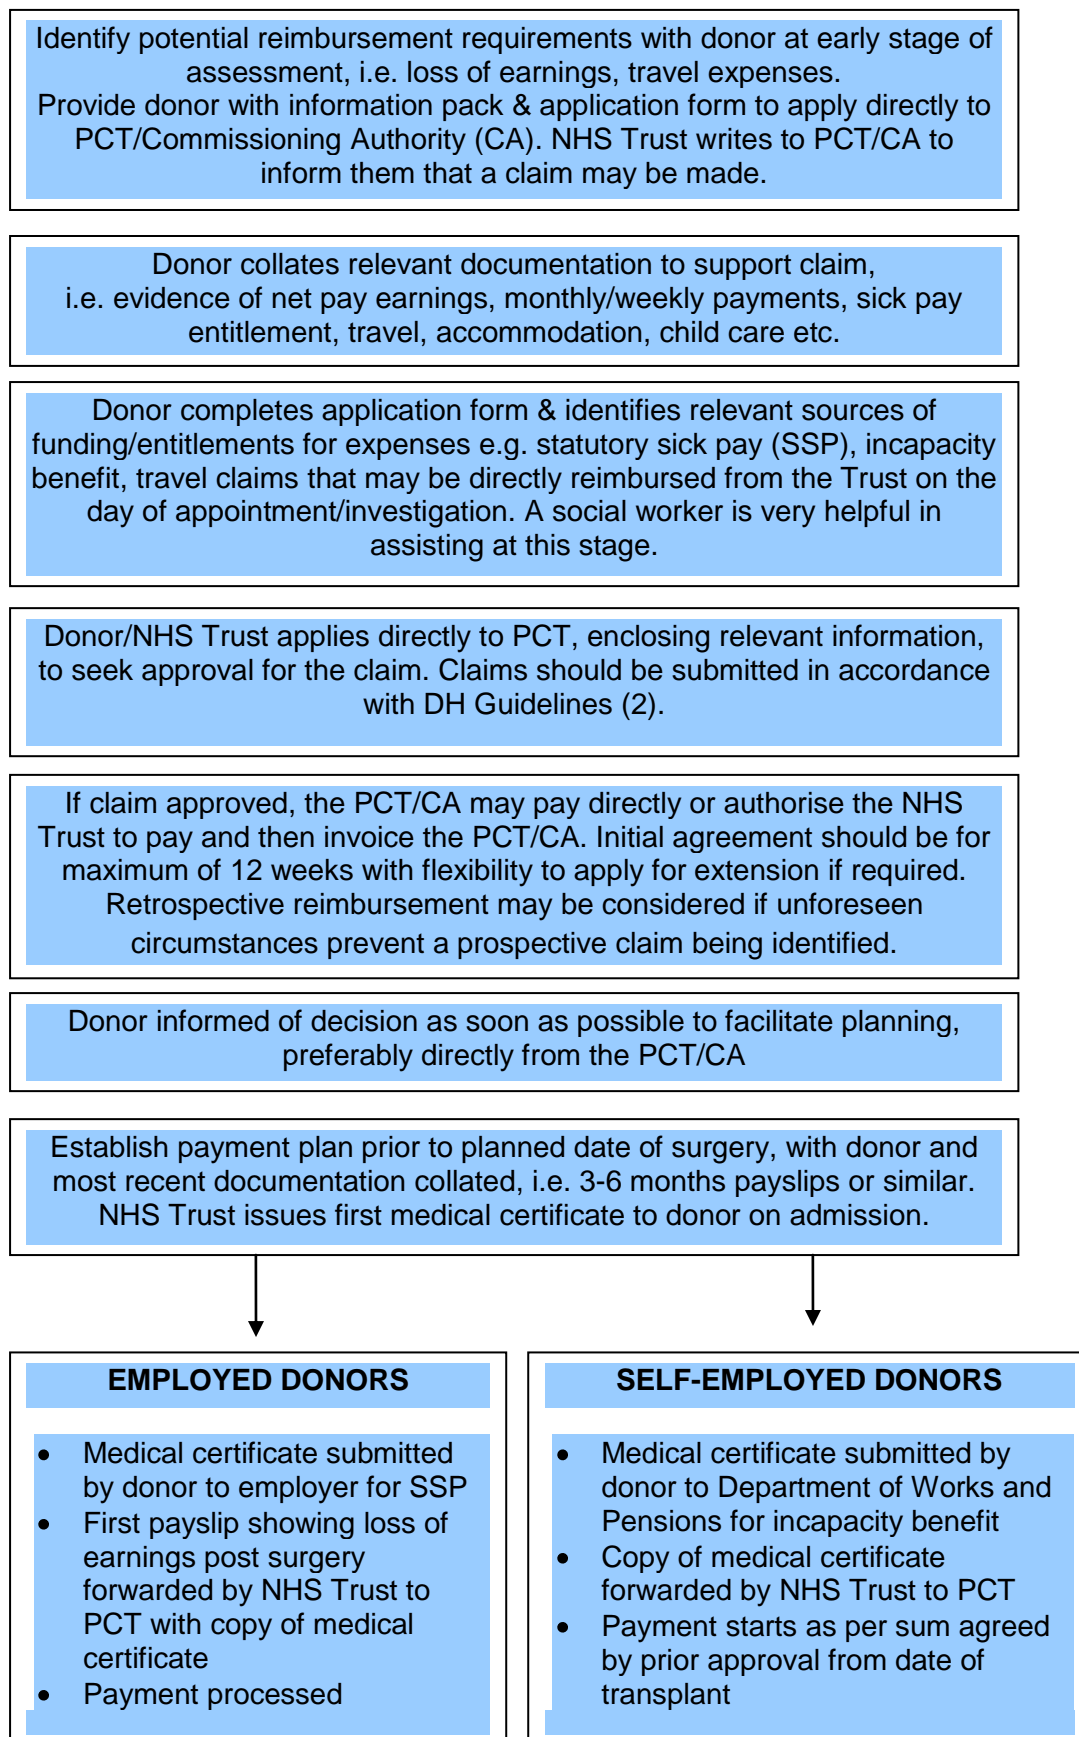 Identify potential reimbursement requirements with donor at early stage of
assessment, i.e. loss of earnings, travel expenses.
Provide donor with information pack & application form to apply directly to
PCT/Commissioning Authority (CA). NHS Trust writes to PCT/CA to
inform them that a claim may be made.
Donor collates relevant documentation to support claim,
i.e. evidence of net pay earnings, monthly/weekly payments, sick pay
entitlement, travel, accommodation, child care etc.
Donor completes application form & identifies relevant sources of
funding/entitlements for expenses e.g. statutory sick pay (SSP), incapacity
benefit, travel claims that may be directly reimbursed from the Trust on the
day of appointment/investigation. A social worker is very helpful in
assisting at this stage.
Donor/NHS Trust applies directly to PCT, enclosing relevant information,
to seek approval for the claim. Claims should be submitted in accordance
with DH Guidelines (2).
If claim approved, the PCT/CA may pay directly or authorise the NHS
Trust to pay and then invoice the PCT/CA. Initial agreement should be for
maximum of 12 weeks with flexibility to apply for extension if required.
Retrospective reimbursement may be considered if unforeseen
circumstances prevent a prospective claim being identified.
Donor informed of decision as soon as possible to facilitate planning,
preferably directly from the PCT/CA
Establish payment plan prior to planned date of surgery, with donor and
most recent documentation collated, i.e. 3-6 months payslips or similar.
NHS Trust issues first medical certificate to donor on admission.
EMPLOYED DONORS
• Medical certificate submitted
by donor to employer for SSP
• First payslip showing loss of
earnings post surgery
forwarded by NHS Trust to
PCT with copy of medical
certificate
• Payment processed
SELF-EMPLOYED DONORS
• Medical certificate submitted by
donor to Department of Works and
Pensions for incapacity benefit
• Copy of medical certificate
forwarded by NHS Trust to PCT
• Payment starts as per sum agreed
by prior approval from date of
transplant